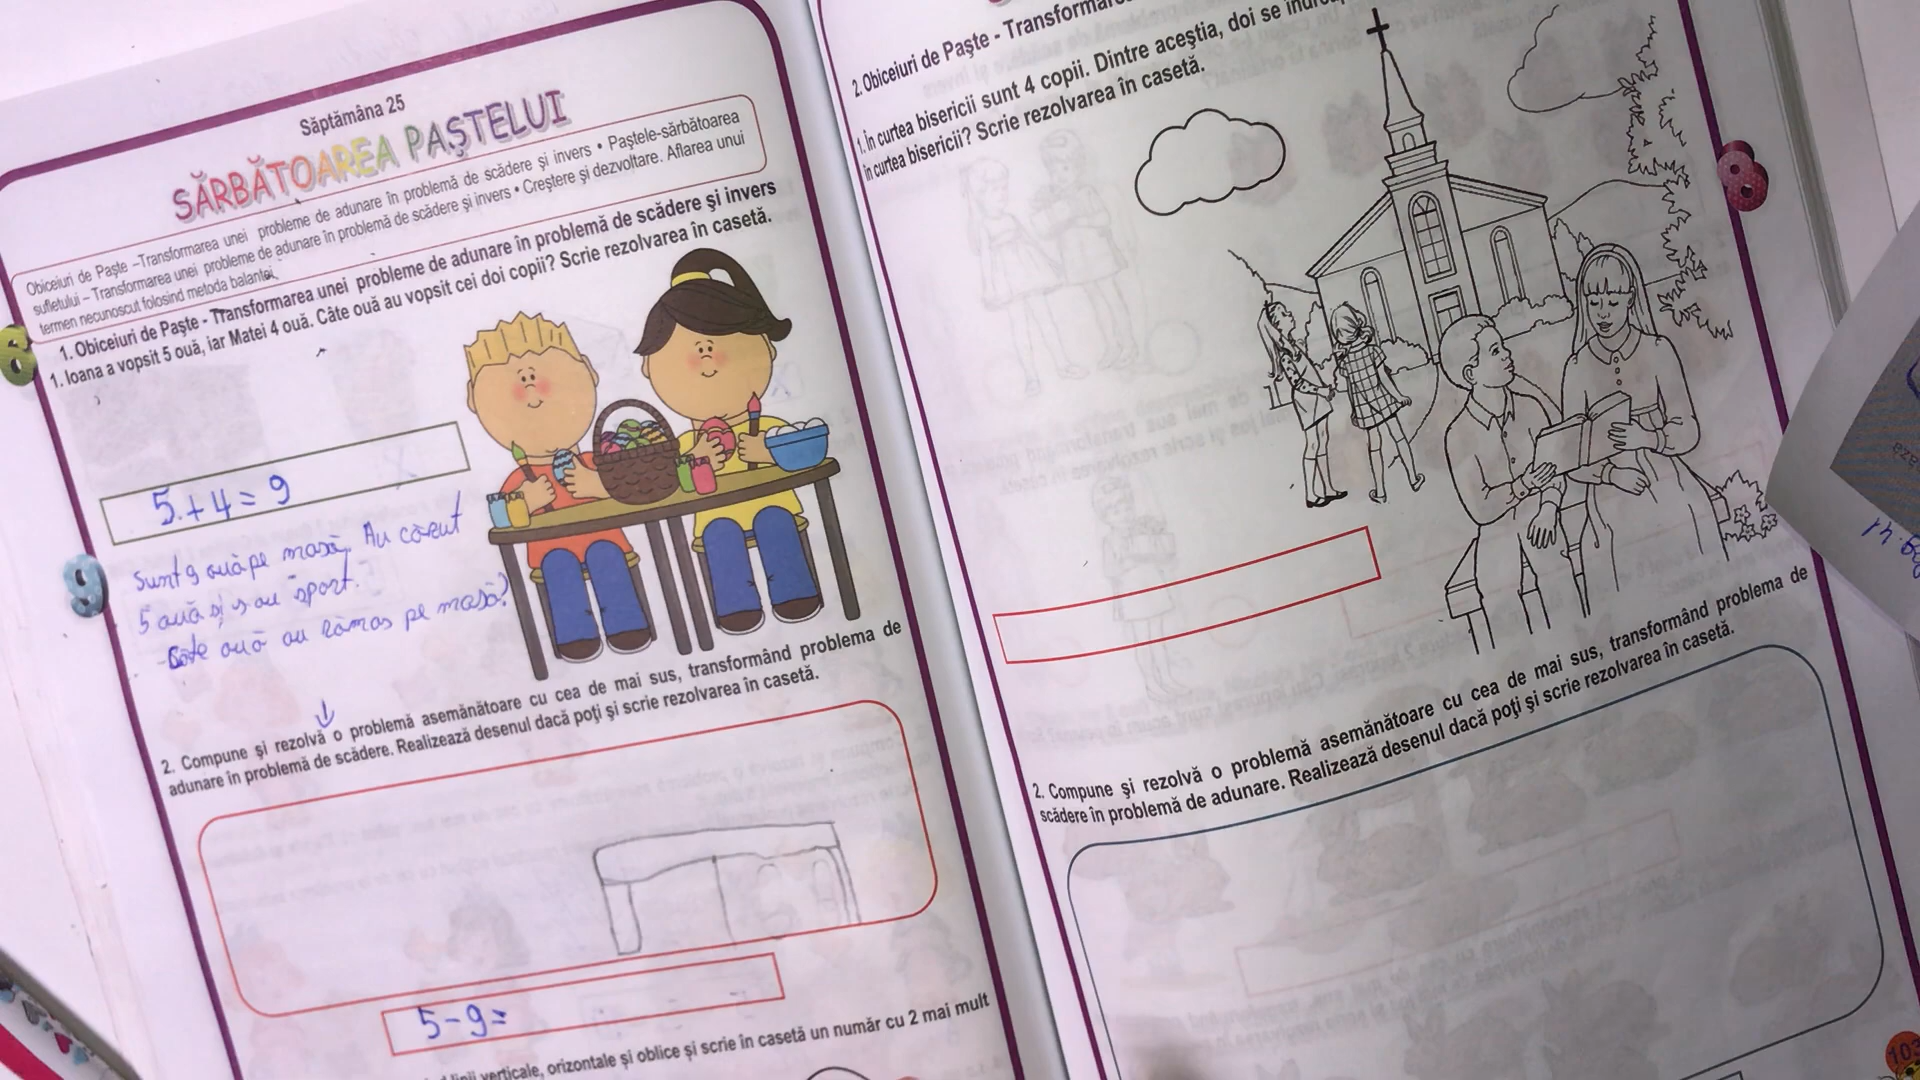 Săptămâna 25
SĂRBĂTOAREA PAȘTELUI
Obiceiuri de Paște –Transformarea unei probleme de adunare în problemă de scădere și invers • Paștele-sărbătoarea
sufletului – Transformarea unei probleme de adunare în problemă de scădere și invers • Creștere și dezvoltare. Aflarea unui
termen necunoscut folosind metoda balanței
1. Obiceiuri de Paște - Transformarea unei probleme de adunare în problemă de scădere și invers
1. Ioana a vopsit 5 ouă, iar Matei 4 ouă. Câte ouă au vopsit cei doi copii? Scrie rezolvarea în casetă.
6
5 + 4 = 9
9
Sunt 9 ouă pe masă. Au căzut
5 ouă și s-au spart.
-Câte ouă au rămas pe masă?
2. Compune și rezolvă o problemă asemănătoare cu cea de mai sus, transformând problema de
adunare în problemă de scădere. Realizează desenul dacă poți și scrie rezolvarea în casetă.
5-9=
linii verticale, orizontale și oblice și scrie în casetă un număr cu 2 mai mult
2. Obiceiuri de Paște -
1. În curtea bisericii sunt 4 copii. Dintre aceștia, doi se
în curtea bisericii? Scrie rezolvarea în casetă.
8
2. Compune și rezolvă o problemă asemănătoare cu cea de mai sus, transformând problema de
scădere în problemă de adunare. Realizează desenul dacă poți și scrie rezolvarea în casetă.
103